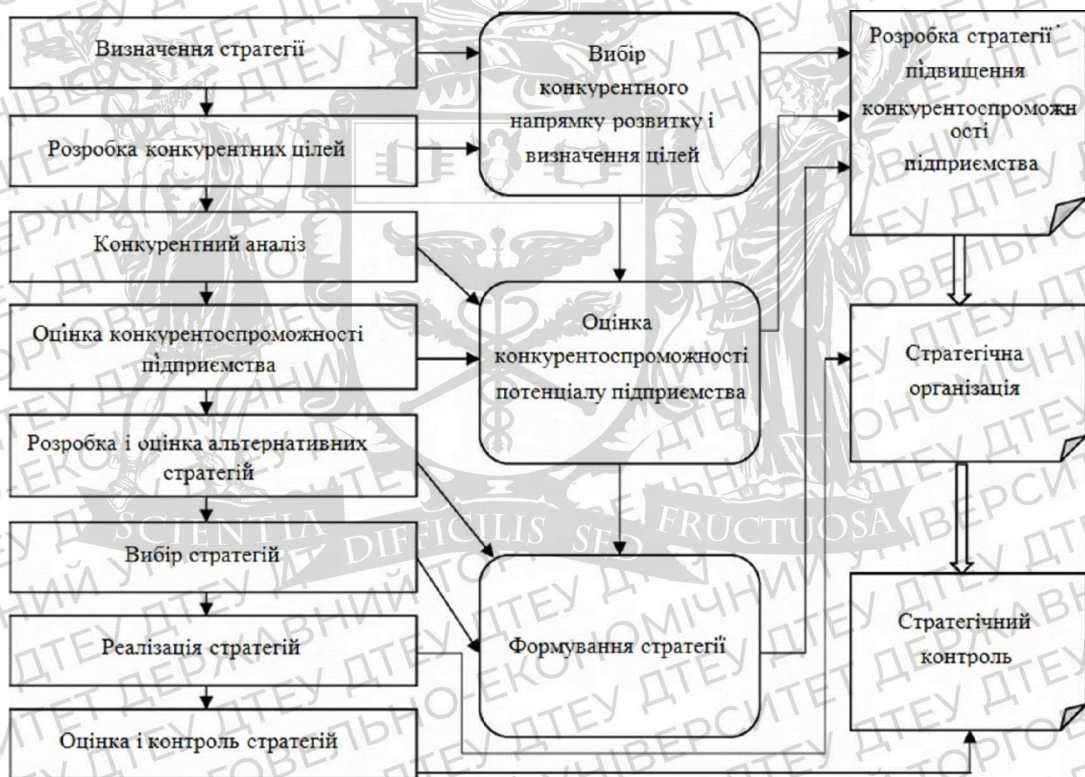 Визначення стратегії
Розробка конкурентних цілей
Конкурентний аналіз
Оцінка конкурентоспроможності
підприємства
Розробка і оцінка альтернативних
стратегій
Вибір стратегій
Реалізація стратегій
Оцінка і контроль стратегій
Вибір
конкурентного
напрямку розвитку і
визначення цілей
Оцінка
конкурентоспроможності
потенціалу підприємства
Формування стратегії
Розробка стратегії
підвищення
конкурентоспроможн
ості
підприємства
Стратегічна
організація
Стратегічний
контроль
SCIENTIA DIFFICILIS SED FRUCTUOSA